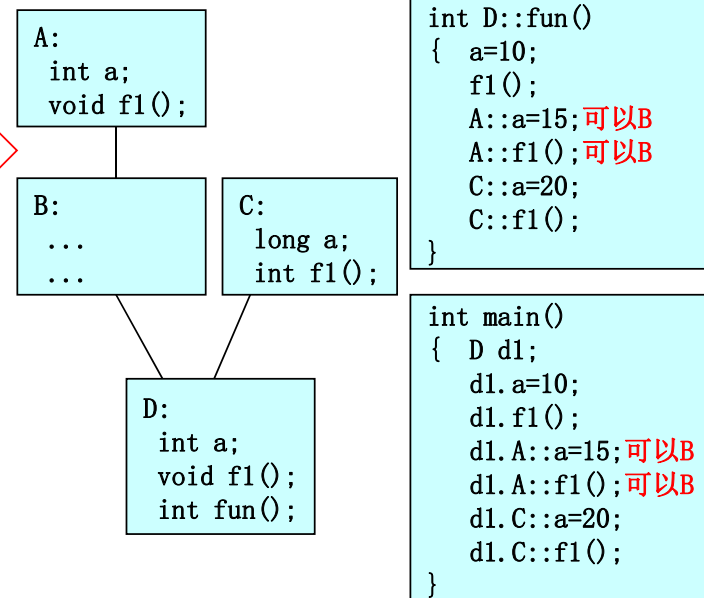 A:
int a;
void f1();
B:
...
...
C:
long a;
int f1();
D:
int a;
void f1();
int fun();
int D::fun()
{ a=10;
f1();
A::a=15;可以B
A::f1();可以B
C::a=20;
C::f1();
}
int main()
{ D d1;
d1.a=10;
d1.f1();
d1.A::a=15;可以B
d1.A::f1();可以B
d1.C::a=20;
d1.C::f1();
}